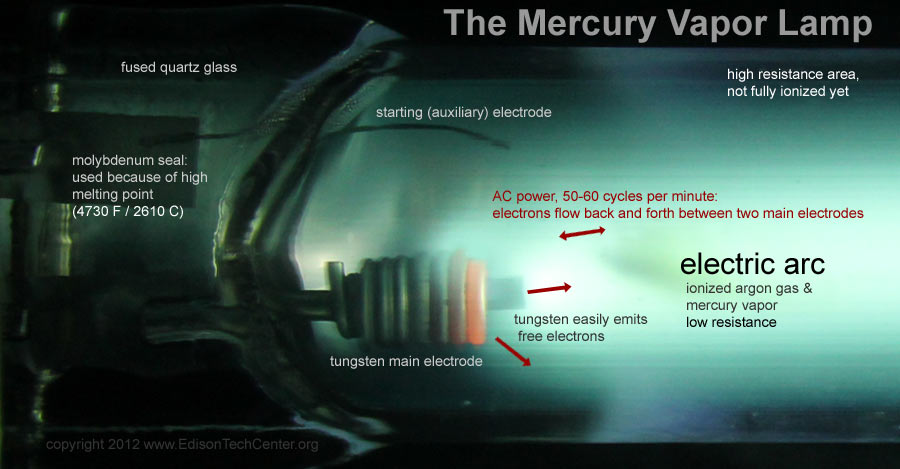 The Mercury Vapor Lamp
fused quartz glass
high resistance area,
not fully ionized yet
starting (auxiliary) electrode
molybdenum seal:
used because of high
melting point
(4730 F / 2610 C)
AC power, 50-60 cycles per minute:
electrons flow back and forth between two main electrodes
electric arc
ionized argon gas &
mercury vapor
low resistance
tungsten easily emits
free electrons
tungsten main electrode
copyright 2012 www.EdisonTechCenter.org